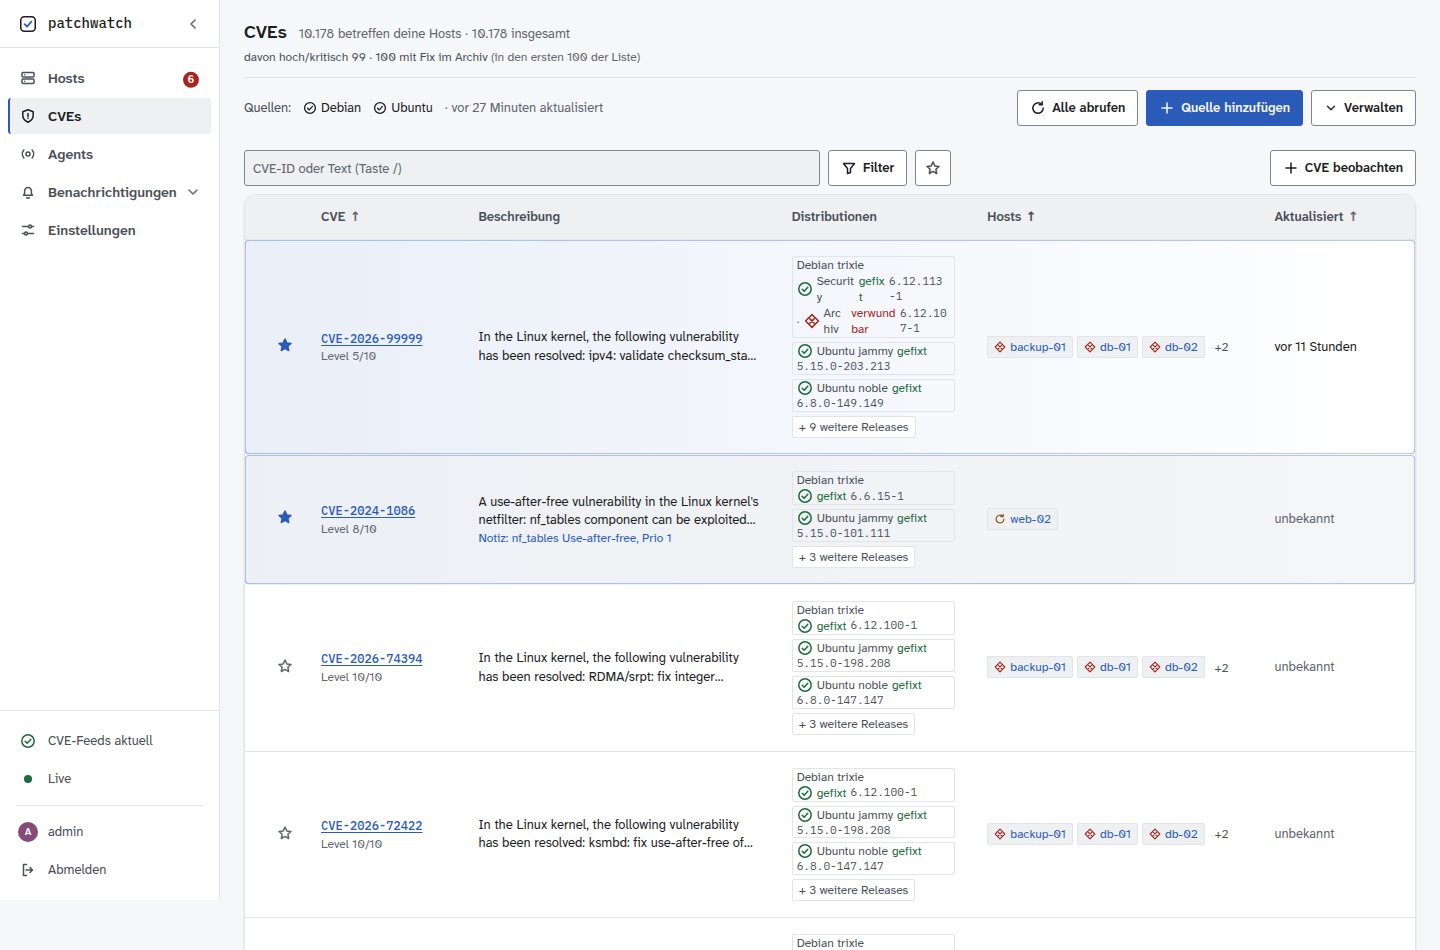 patchwatch
Hosts 6
CVEs
Agents
Benachrichtigungen
Einstellungen
CVE-Feeds aktuell
Live
A admin
Abmelden
CVEs 10.178 betreffen deine Hosts · 10.178 insgesamt
davon hoch/kritisch 99 · 100 mit Fix im Archiv (in den ersten 100 der Liste)
Quellen: Debian Ubuntu · vor 27 Minuten aktualisiert
Alle abrufen
Quelle hinzufügen
Verwalten
CVE-ID oder Text (Taste /)
Filter
CVE beobachten
CVE ↑ Beschreibung Distributionen Hosts ↑ Aktualisiert ↑
CVE-2026-99999
Level 5/10
In the Linux kernel, the following vulnerability
has been resolved: ipv4: validate checksum_sta...
Debian trixie
Securit gefix 6.12.113
y t -1
· Arc verwund 6.12.10
hiv bar 7-1
Ubuntu jammy gefixt
5.15.0-203.213
Ubuntu noble gefixt
6.8.0-149.149
+ 9 weitere Releases
backup-01 db-01 db-02 +2
vor 11 Stunden
CVE-2024-1086
Level 8/10
A use-after-free vulnerability in the Linux kernel's
netfilter: nf_tables component can be exploited...
Notiz: nf_tables Use-after-free, Prio 1
Debian trixie
gefixt 6.6.15-1
Ubuntu jammy gefixt
5.15.0-101.111
+ 3 weitere Releases
web-02
unbekannt
CVE-2026-74394
Level 10/10
In the Linux kernel, the following vulnerability
has been resolved: RDMA/srpt: fix integer...
Debian trixie
gefixt 6.12.100-1
Ubuntu jammy gefixt
5.15.0-198.208
Ubuntu noble gefixt
6.8.0-147.147
+ 3 weitere Releases
backup-01 db-01 db-02 +2
unbekannt
CVE-2026-72422
Level 10/10
In the Linux kernel, the following vulnerability
has been resolved: ksmbd: fix use-after-free of...
Debian trixie
gefixt 6.12.100-1
Ubuntu jammy gefixt
5.15.0-198.208
Ubuntu noble gefixt
6.8.0-147.147
+ 3 weitere Releases
backup-01 db-01 db-02 +2
unbekannt
Debian trixie